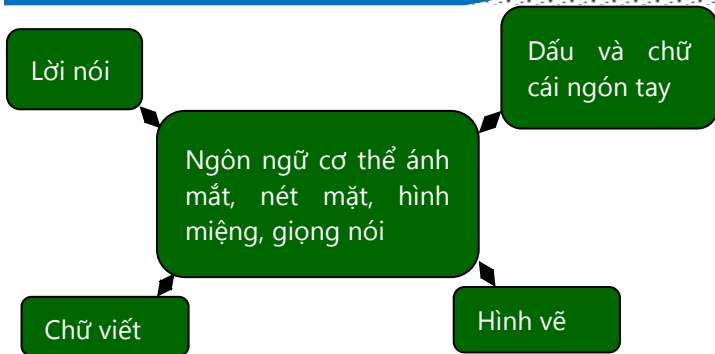 Lời nói
Dấu và chữ
cái ngón tay
Ngôn ngữ cơ thể ánh
mắt, nét mặt, hình
miệng, giọng nói
Chữ viết
Hình vẽ